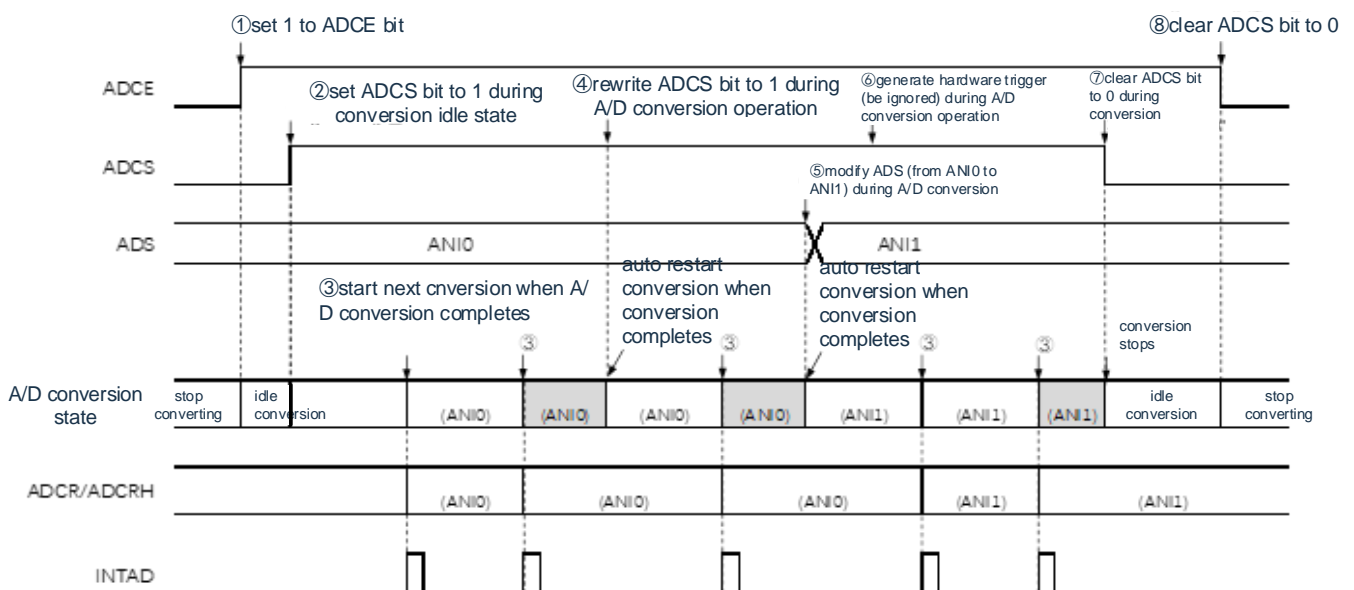 ①set 1 to ADCE bit
⑧clear ADCS bit to 0
ADCE
②set ADCS bit to 1 during
conversion idle state
④rewrite ADCS bit to 1 during
A/D conversion operation
⑥generate hardware trigger
(be ignored) during A/D
conversion operation
⑦clear ADCS bit
to 0 during
conversion
ADCS
⑤modify ADS (from ANI0 to
ANI1) during A/D conversion
ADS
ANI0
ANI1
③start next cnversion when A/
D conversion completes
auto restart
conversion when
conversion
completes
auto restart
conversion when
conversion
completes
③
③
③
③
conversion
stops
A/D conversion
state
stop
converting
idle
conversion
(ANI0)
(ANI0)
(ANI0)
(ANI0)
(ANI1)
(ANI1)
(ANI1)
idle
conversion
stop
converting
ADCR/ADCRH
(ANI0)
(ANI0)
(ANI0)
(ANI1)
(ANI1)
INTAD